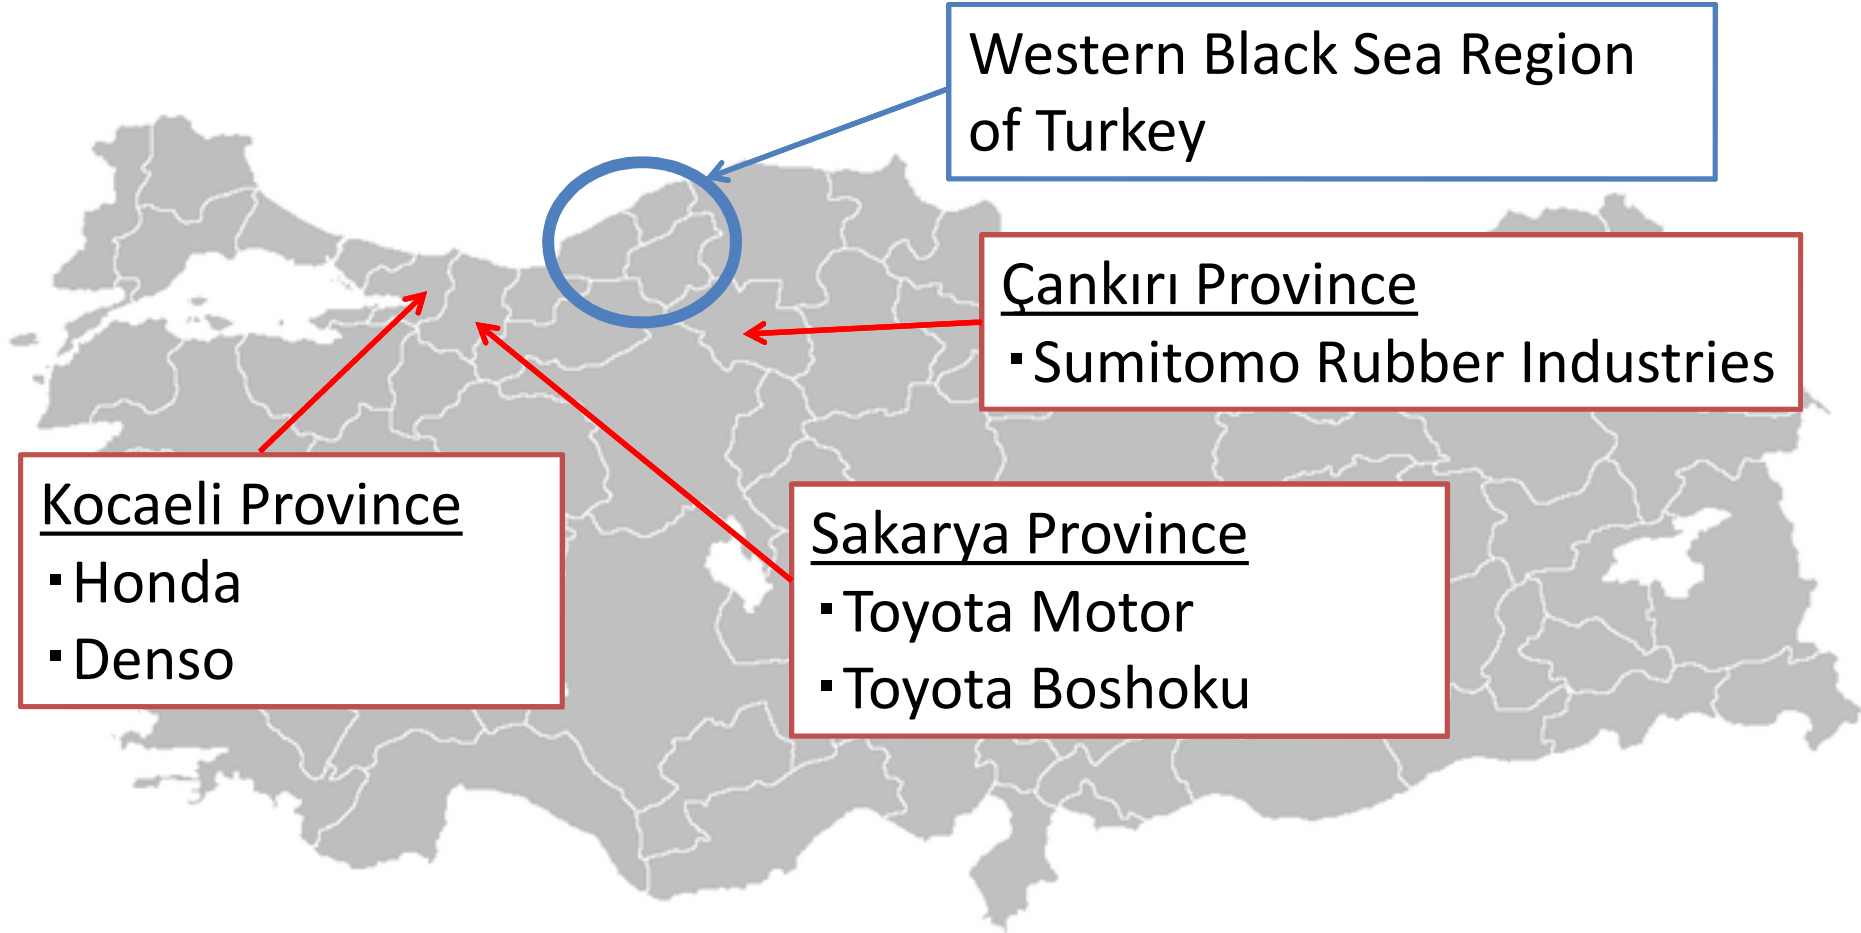 Western Black Sea Region
of Turkey
Çankırı Province
▪Sumitomo Rubber Industries
Kocaeli Province
▪Honda
▪Denso
Sakarya Province
▪Toyota Motor
▪Toyota Boshoku